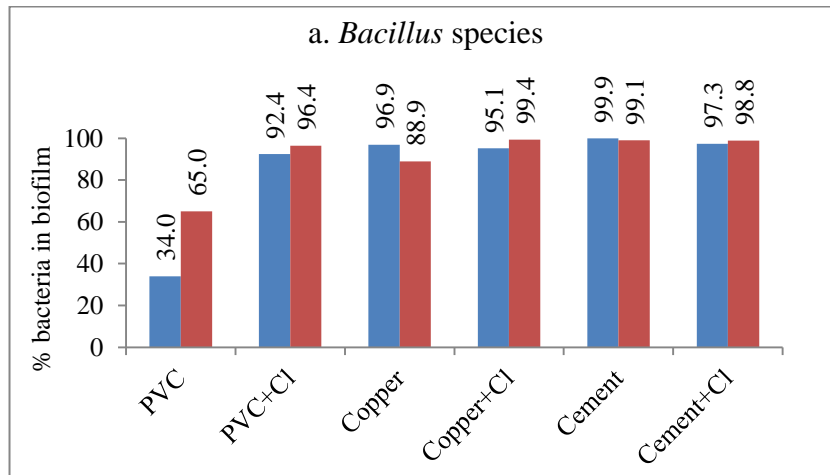 a. Bacillus species
% bacteria in biofilm
100
80
60
40
20
0
34.0
65.0
92.4
96.4
96.9
88.9
95.1
99.4
99.9
99.1
97.3
98.8
PVC
PVC+Cl
Copper
Copper+Cl
Cement
Cement+Cl